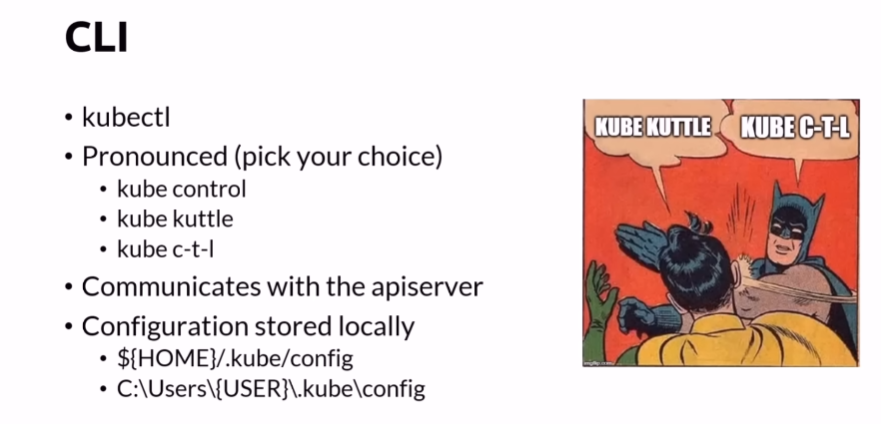 CLI
• kubectl
• Pronounced (pick your choice)
• kube control
• kube kuttle
• kube c-t-l
• Communicates with the apiserver
• Configuration stored locally
• ${HOME}/.kube/config
• C:\Users\{USER}\.kube\config
KUBE KUTTLE
KUBE C-T-L